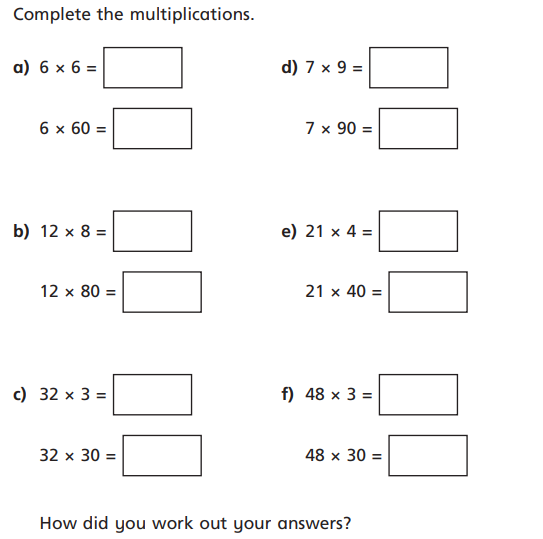 Complete the multiplications.
a) 6 × 6 =
6 × 60 =
b) 12 × 8 =
12 × 80 =
c) 32 × 3 =
32 × 30 =
d) 7 × 9 =
7 × 90 =
e) 21 × 4 =
21 × 40 =
f) 48 × 3 =
48 × 30 =
How did you work out your answers?